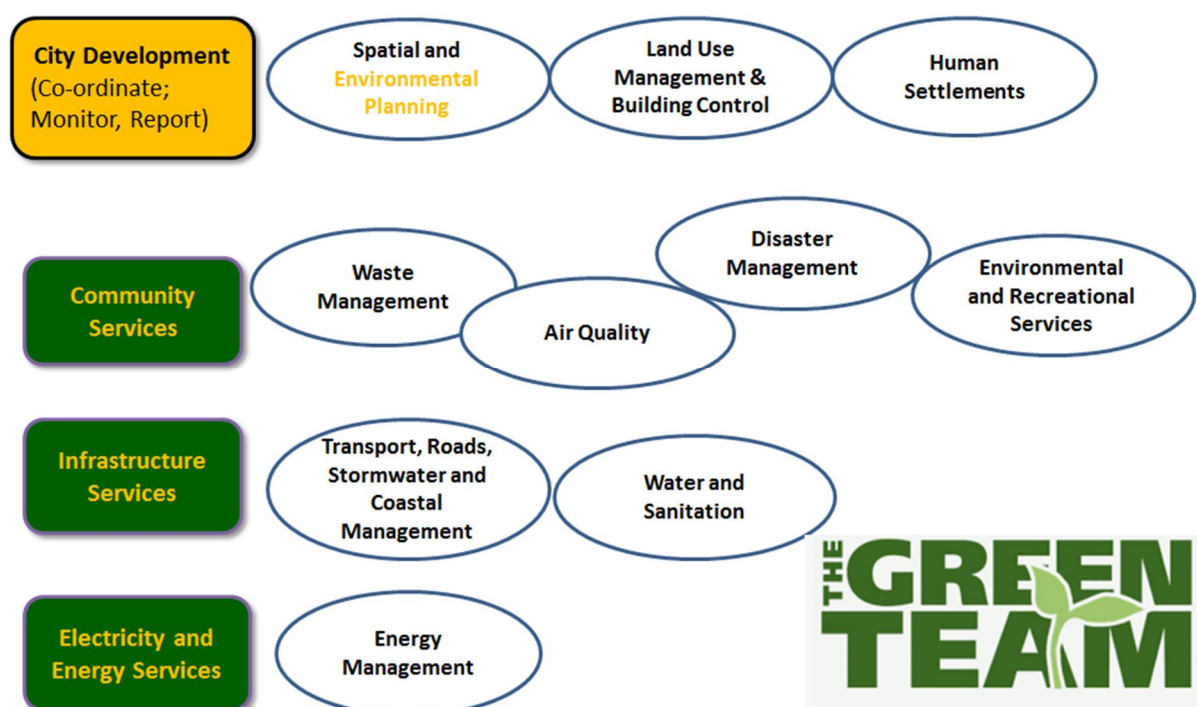 City Development
(Co-ordinate;
Monitor, Report)
Spatial and
Environmental
Planning
Land Use
Management &
Building Control
Human
Settlements
Community
Services
Waste
Management
Air Quality
Disaster
Management
Environmental
and Recreational
Services
Infrastructure
Services
Transport, Roads,
Stormwater and
Coastal
Management
Water and
Sanitation
Electricity and
Energy Services
Energy
Management
THE
GREEN
TEAM